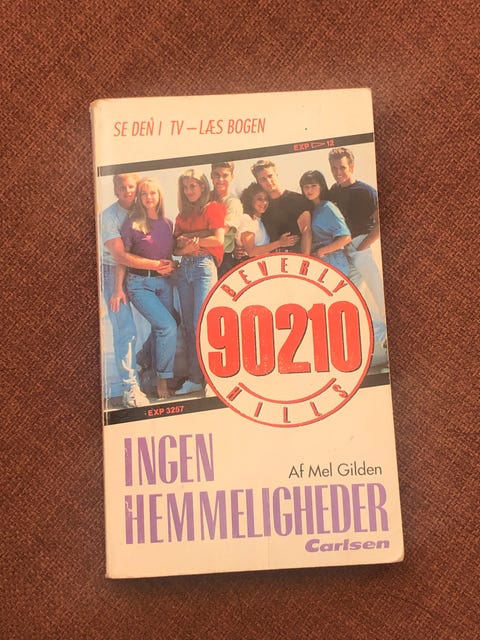 SE DEN I TV – LÆS BOGEN
EXP ▷ 12
BEVERLY
90210
HILLS
EXP 3257
INGEN
Af Mel Gilden
HEMMELIGHEDER
Carlsen